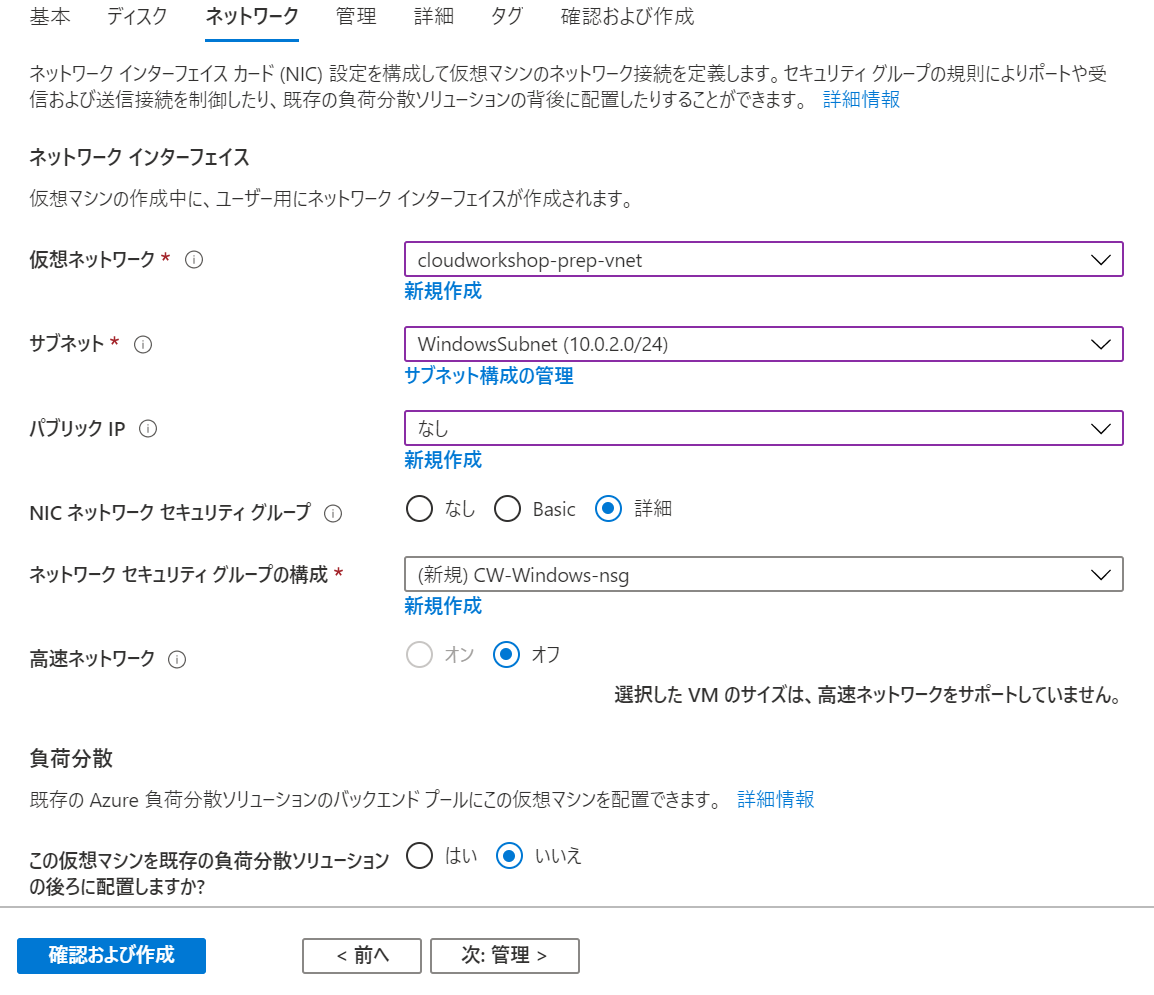 基本 ディスク ネットワーク 管理 詳細 タグ 確認および作成
ネットワーク インターフェイス カード (NIC) 設定を構成して仮想マシンのネットワーク接続を定義します。セキュリティ グループの規則によりポートや受
信および送信接続を制御したり、既存の負荷分散ソリューションの背後に配置したりすることができます。 詳細情報
ネットワーク インターフェイス
仮想マシンの作成中に、ユーザー用にネットワーク インターフェイスが作成されます。
仮想ネットワーク * cloudworkshop-prep-vnet
新規作成
サブネット * WindowsSubnet (10.0.2.0/24)
サブネット構成の管理
パブリック IP なし
新規作成
NIC ネットワーク セキュリティ グループ なし Basic 詳細
ネットワーク セキュリティ グループの構成 * (新規) CW-Windows-nsg
新規作成
高速ネットワーク オン オフ
選択した VM のサイズは、高速ネットワークをサポートしていません。
負荷分散
既存の Azure 負荷分散ソリューションのバックエンド プールにこの仮想マシンを配置できます。 詳細情報
この仮想マシンを既存の負荷分散ソリューション はい いいえ
の後ろに配置しますか?
確認および作成 < 前へ 次: 管理 >